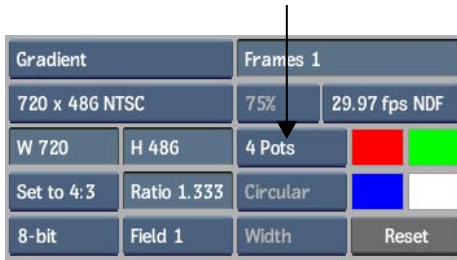 Gradient Frames 1
720 x 486 NTSC 75% 29.97 fps NDF
W 720 H 486 4 Pots
Set to 4:3 Ratio 1.333 Circular
8-bit Field 1 Width Reset